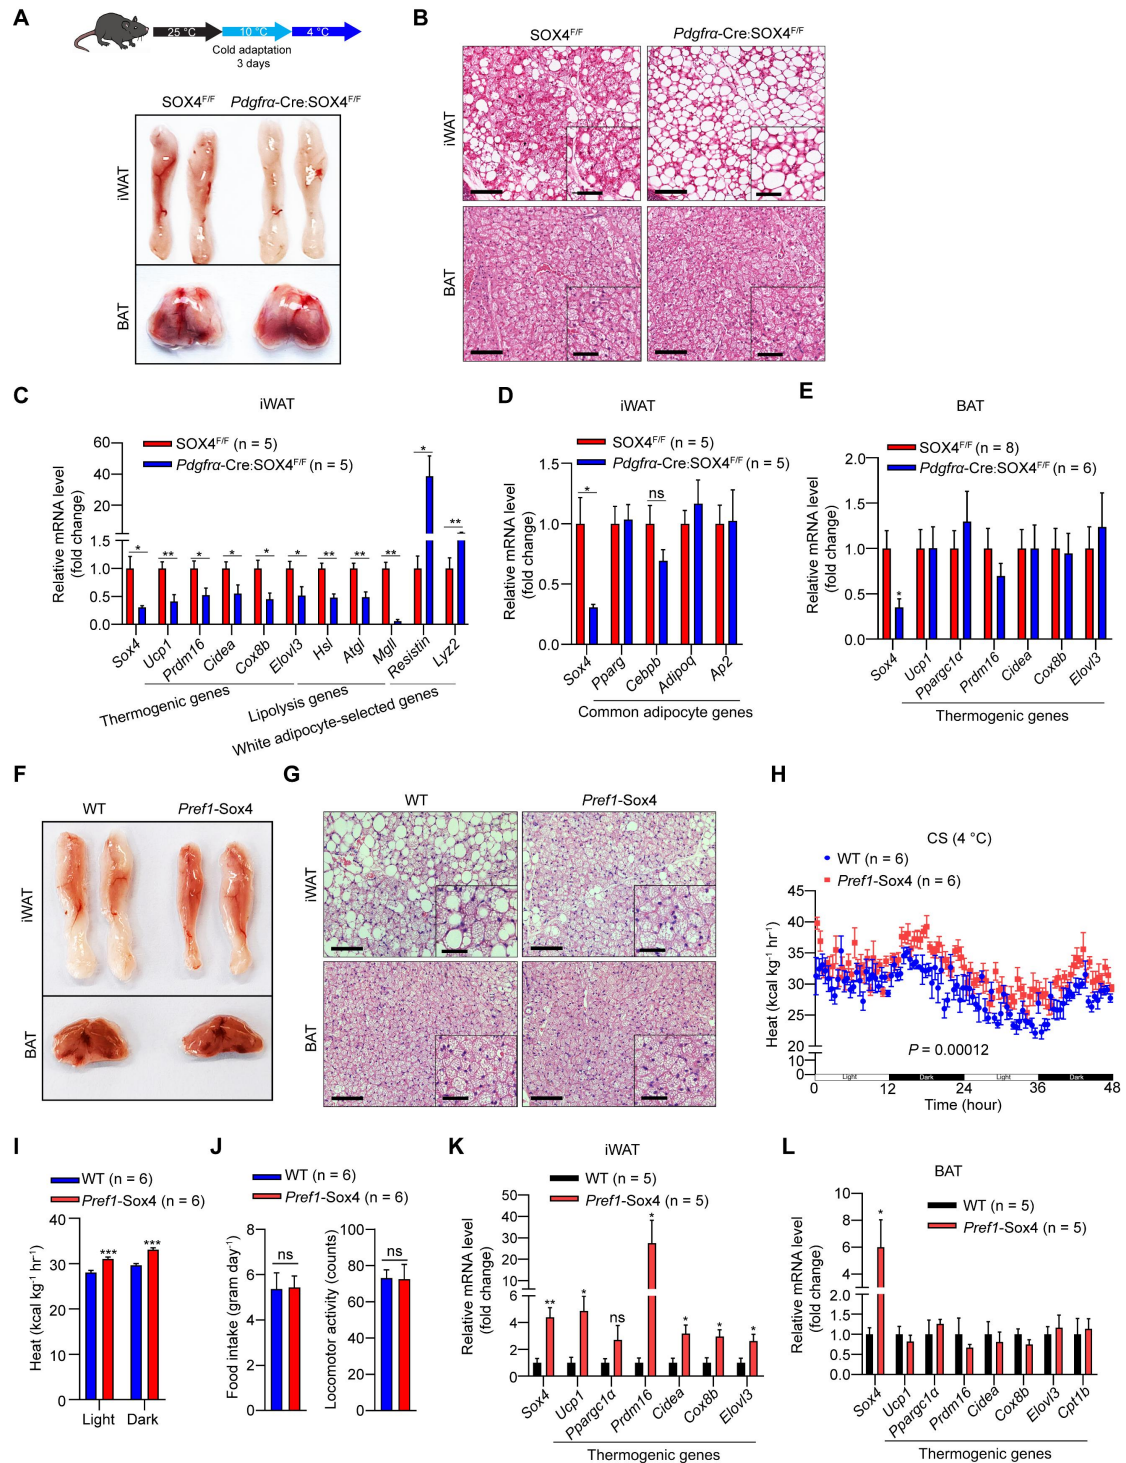 A
25 °C
10 °C
4 °C
Cold adaptation
3 days
SOX4F/F
Pdgfrα-Cre:SOX4F/F
iWAT
BAT
B
SOX4F/F
Pdgfrα-Cre:SOX4F/F
iWAT
BAT
C
iWAT
SOX4F/F (n = 5)
Pdgfrα-Cre:SOX4F/F (n = 5)
Relative mRNA level
(fold change)
60
40
20
1.5
1.0
0.5
0.0
* ** * * * * ** ** ** * **
Sox4 Ucp1 Prdm16 Cidea Cox8b Elovl3 Hsl Atgl Mgll Resistin Lyz2
Thermogenic genes
Lipolysis genes
White adipocyte-selected genes
D
iWAT
SOX4F/F (n = 5)
Pdgfrα-Cre:SOX4F/F (n = 5)
Relative mRNA level
(fold change)
1.5
1.0
0.5
0.0
* ns
Sox4 Pparg Cebpb Adipoq Ap2
Common adipocyte genes
E
BAT
SOX4F/F (n = 8)
Pdgfrα-Cre:SOX4F/F (n = 6)
Relative mRNA level
(fold change)
2.0
1.5
1.0
0.5
0.0
*
Sox4 Ucp1 Ppargc1α Prdm16 Cidea Cox8b Elovl3
Thermogenic genes
F
WT
Pref1-Sox4
iWAT
BAT
G
WT
Pref1-Sox4
iWAT
BAT
H
CS (4 °C)
WT (n = 6)
Pref1-Sox4 (n = 6)
Heat (kcal kg-1 hr-1)
45
40
35
30
25
20
10
0
P = 0.00012
Light Dark Light Dark
0 12 24 36 48
Time (hour)
I
WT (n = 6)
Pref1-Sox4 (n = 6)
Heat (kcal kg-1 hr-1)
40
30
20
10
0
*** ***
Light Dark
J
WT (n = 6)
Pref1-Sox4 (n = 6)
Food intake (gram day-1)
8
6
4
2
0
ns
Locomotor activity (counts)
100
80
60
40
20
0
ns
K
iWAT
WT (n = 5)
Pref1-Sox4 (n = 5)
Relative mRNA level
(fold change)
50
40
30
20
10
6
4
2
0
** * ns * * * *
Sox4 Ucp1 Ppargc1α Prdm16 Cidea Cox8b Elovl3
Thermogenic genes
L
BAT
WT (n = 5)
Pref1-Sox4 (n = 5)
Relative mRNA level
(fold change)
10
8
6
4
2.0
1.5
1.0
0.5
0.0
*
Sox4 Ucp1 Ppargc1α Prdm16 Cidea Cox8b Elovl3 Cpt1b
Thermogenic genes